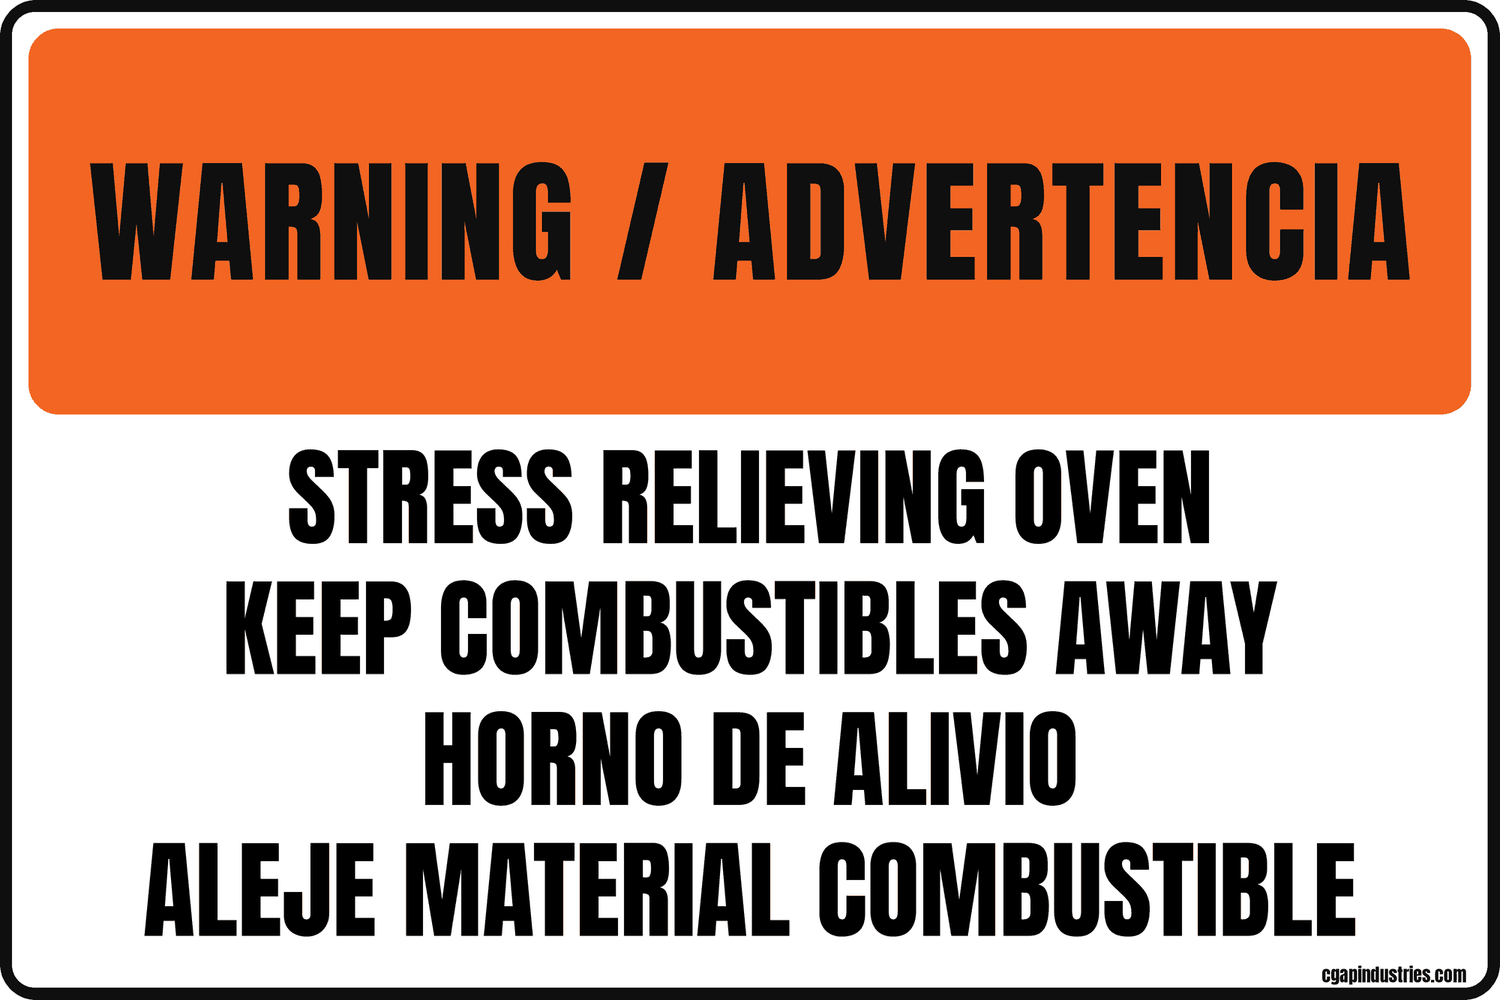 WARNING / ADVERTENCIA
STRESS RELIEVING OVEN
KEEP COMBUSTIBLES AWAY
HORNO DE ALIVIO
ALEJE MATERIAL COMBUSTIBLE
cgapindustries.com